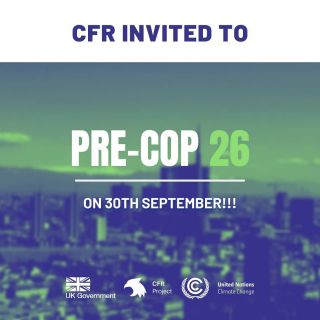 CFR INVITED TO
PRE-COP 26
ON 30TH SEPTEMBER!!!
UK Government
CFR
Project
United Nations
Climate Change